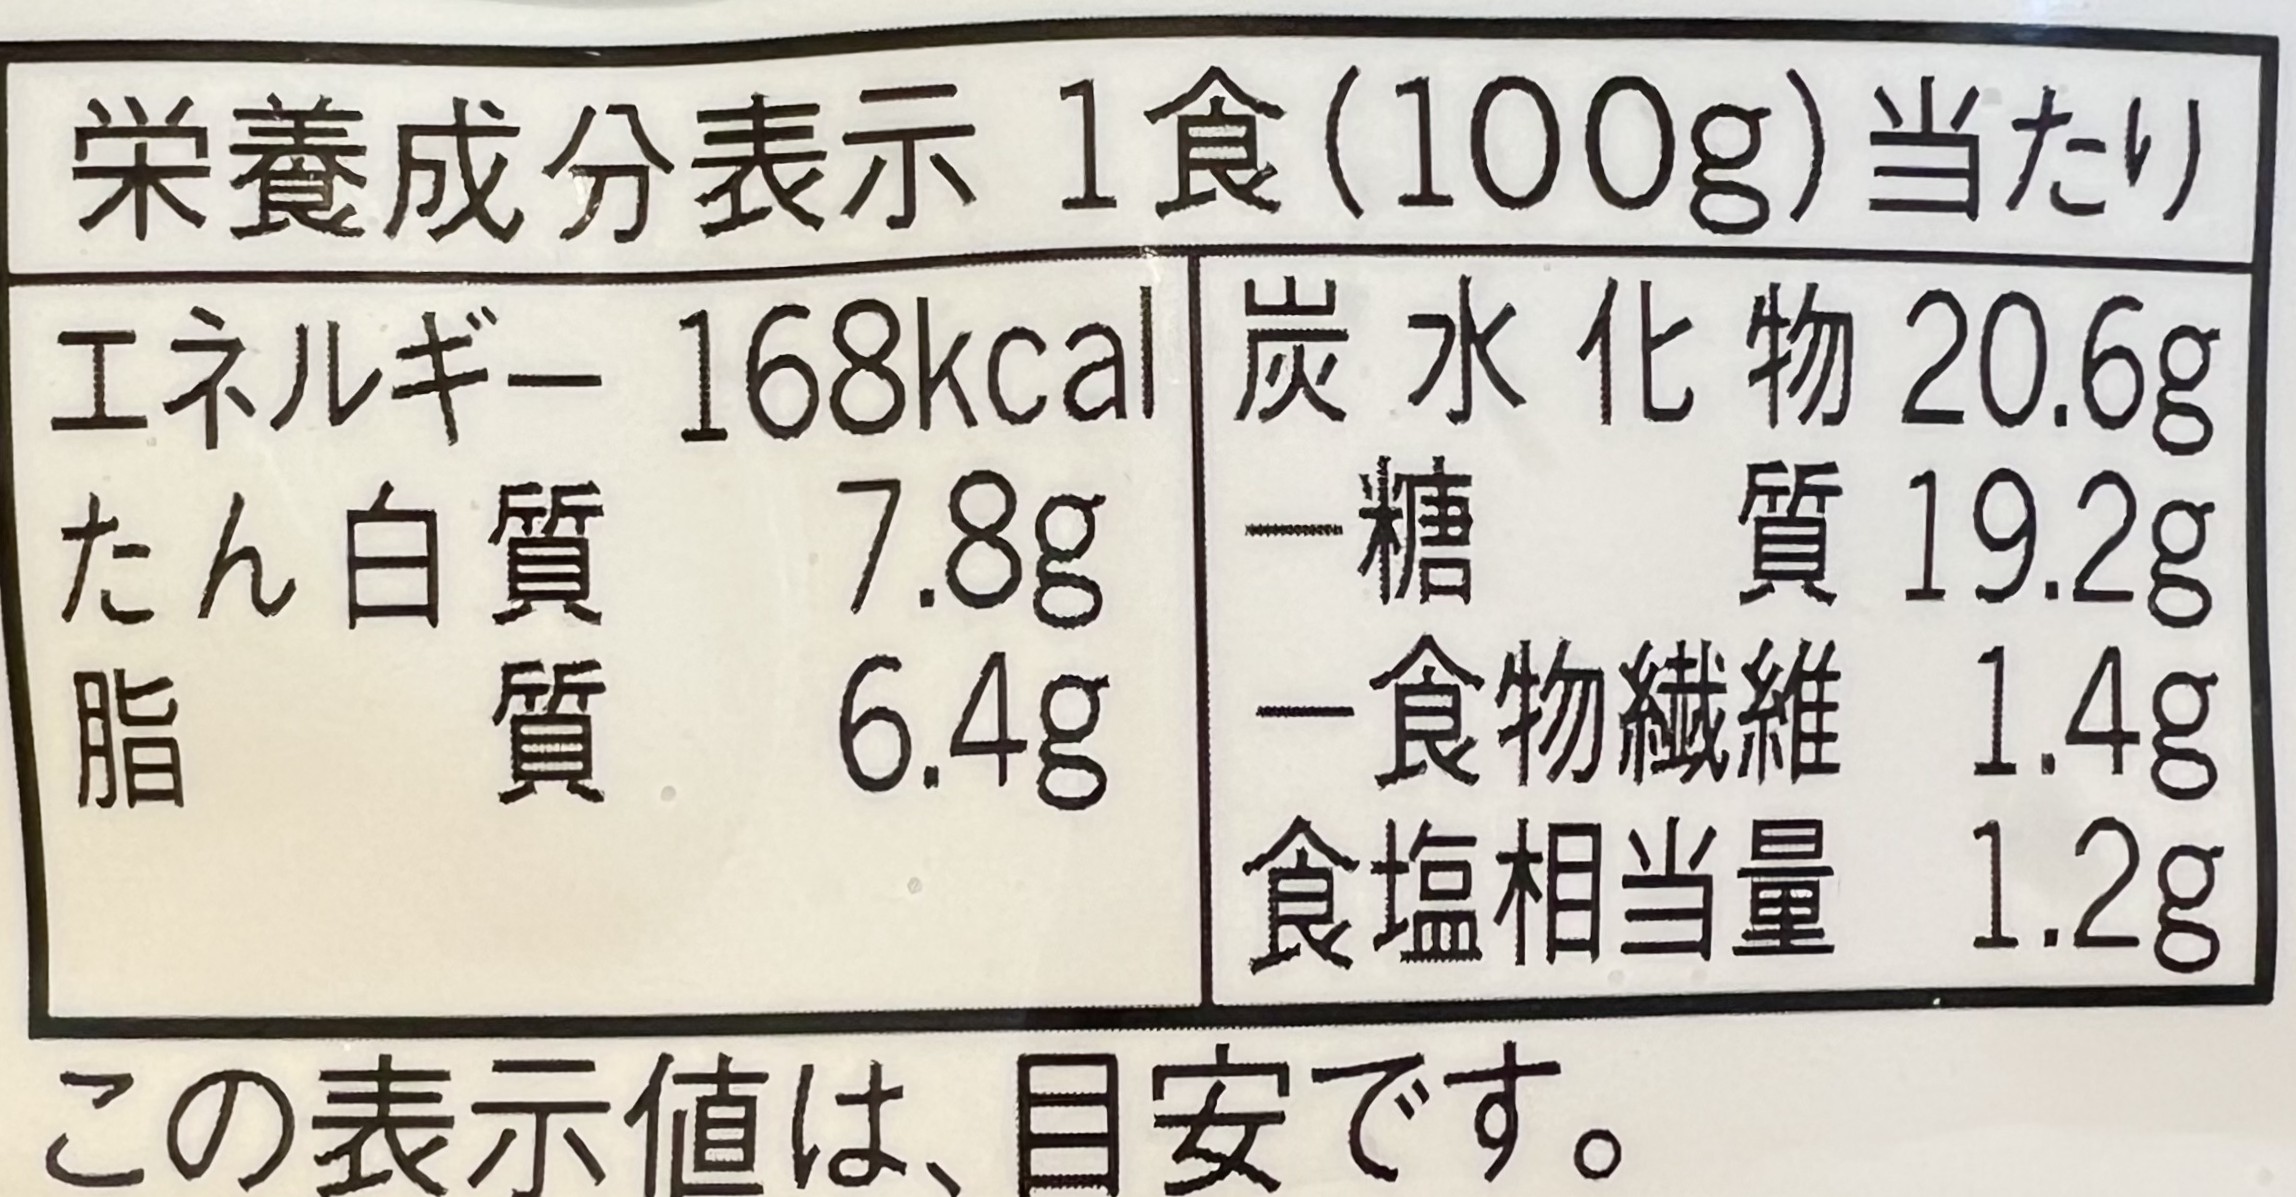 栄養成分表示 1食(100g)当たり
エネルギー 168kcal
たん白質 7.8g
脂質 6.4g
炭水化物 20.6g
−糖質 19.2g
−食物繊維 1.4g
食塩相当量 1.2g
この表示値は、目安です。